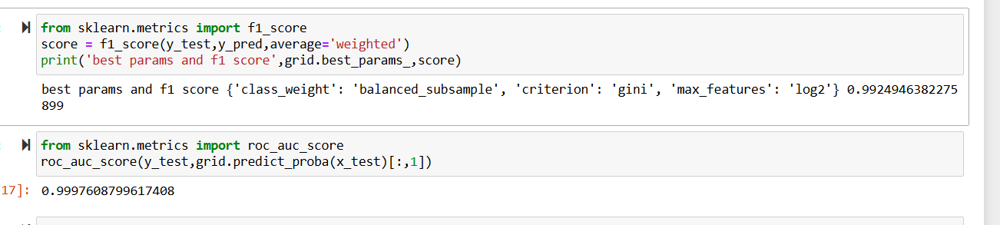 from sklearn.metrics import f1_score
score = f1_score(y_test,y_pred,average='weighted')
print('best params and f1 score',grid.best_params_,score)
best params and f1 score {'class_weight': 'balanced_subsample', 'criterion': 'gini', 'max_features': 'log2'} 0.9924946382275
899
from sklearn.metrics import roc_auc_score
roc_auc_score(y_test,grid.predict_proba(x_test)[:,1])
17]: 0.9997608799617408